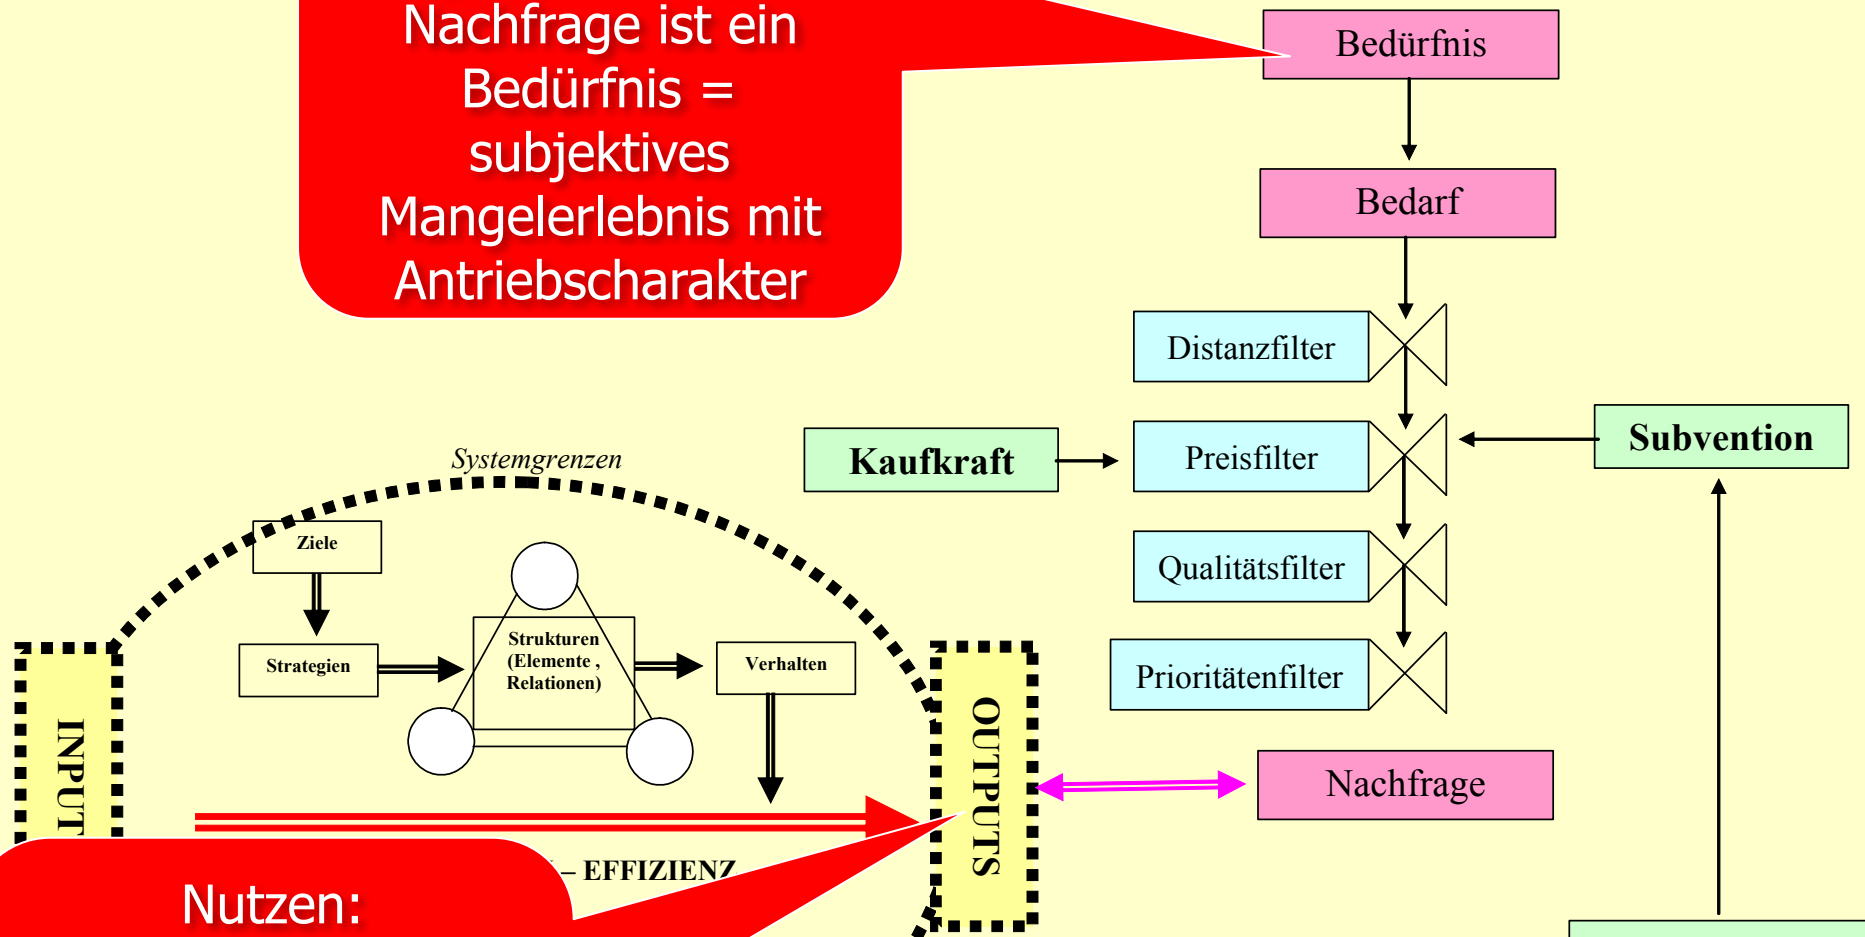 Nachfrage ist ein
Bedürfnis =
subjektives
Mangelerlebnis mit
Antriebscharakter
Bedürfnis
Bedarf
Distanzfilter
Kaufkraft
Preisfilter
Subvention
Qualitätsfilter
Prioritätenfilter
Nachfrage
Systemgrenzen
Ziele
Strategien
Strukturen
(Elemente ,
Relationen)
Verhalten
INPUT
OUTPUTS
– EFFIZIENZ
Nutzen: